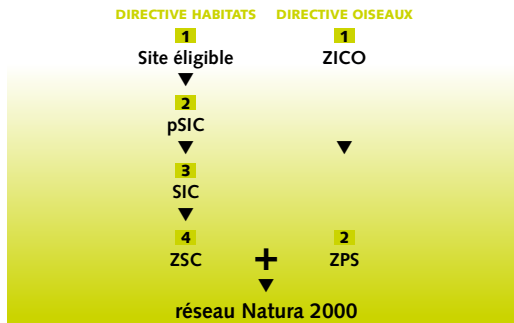 DIRECTIVE HABITATS DIRECTIVE OISEAUX
1 1
Site éligible ZICO
2
pSIC
3
SIC
4 2
ZSC + ZPS
réseau Natura 2000